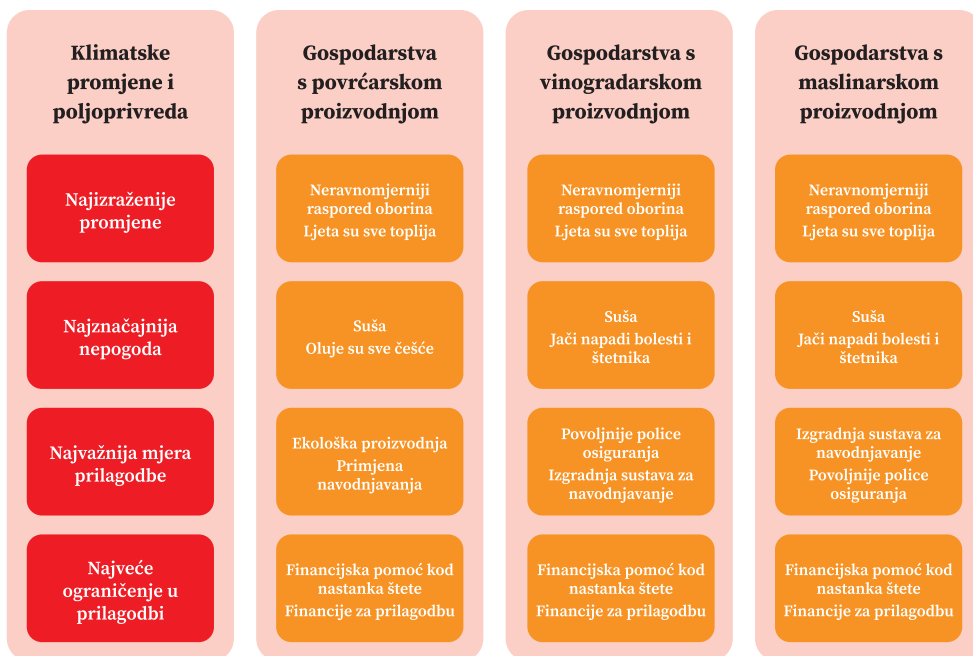 Klimatske
promjene i
poljoprivreda
Gospodarstva
s povrćarskom
proizvodnjom
Gospodarstva s
vinogradarskom
proizvodnjom
Gospodarstva s
maslinarskom
proizvodnjom
Najizraženije
promjene
Neravnomjerniji
raspored oborina
Ljeta su sve toplija
Neravnomjerniji
raspored oborina
Ljeta su sve toplija
Neravnomjerniji
raspored oborina
Ljeta su sve toplija
Najznačajnija
nepogoda
Suša
Oluje su sve češće
Suša
Jači napadi bolesti i
štetnika
Suša
Jači napadi bolesti i
štetnika
Najvažnija mjera
prilagodbe
Ekološka proizvodnja
Primjena
navodnjavanja
Povoljnije police
osiguranja
Izgradnja sustava za
navodnjavanje
Izgradnja sustava za
navodnjavanje
Povoljnije police
osiguranja
Najveće
ograničenje u
prilagodbi
Financijska pomoć kod
nastanka štete
Financije za prilagodbu
Financijska pomoć kod
nastanka štete
Financije za prilagodbu
Financijska pomoć kod
nastanka štete
Financije za prilagodbu